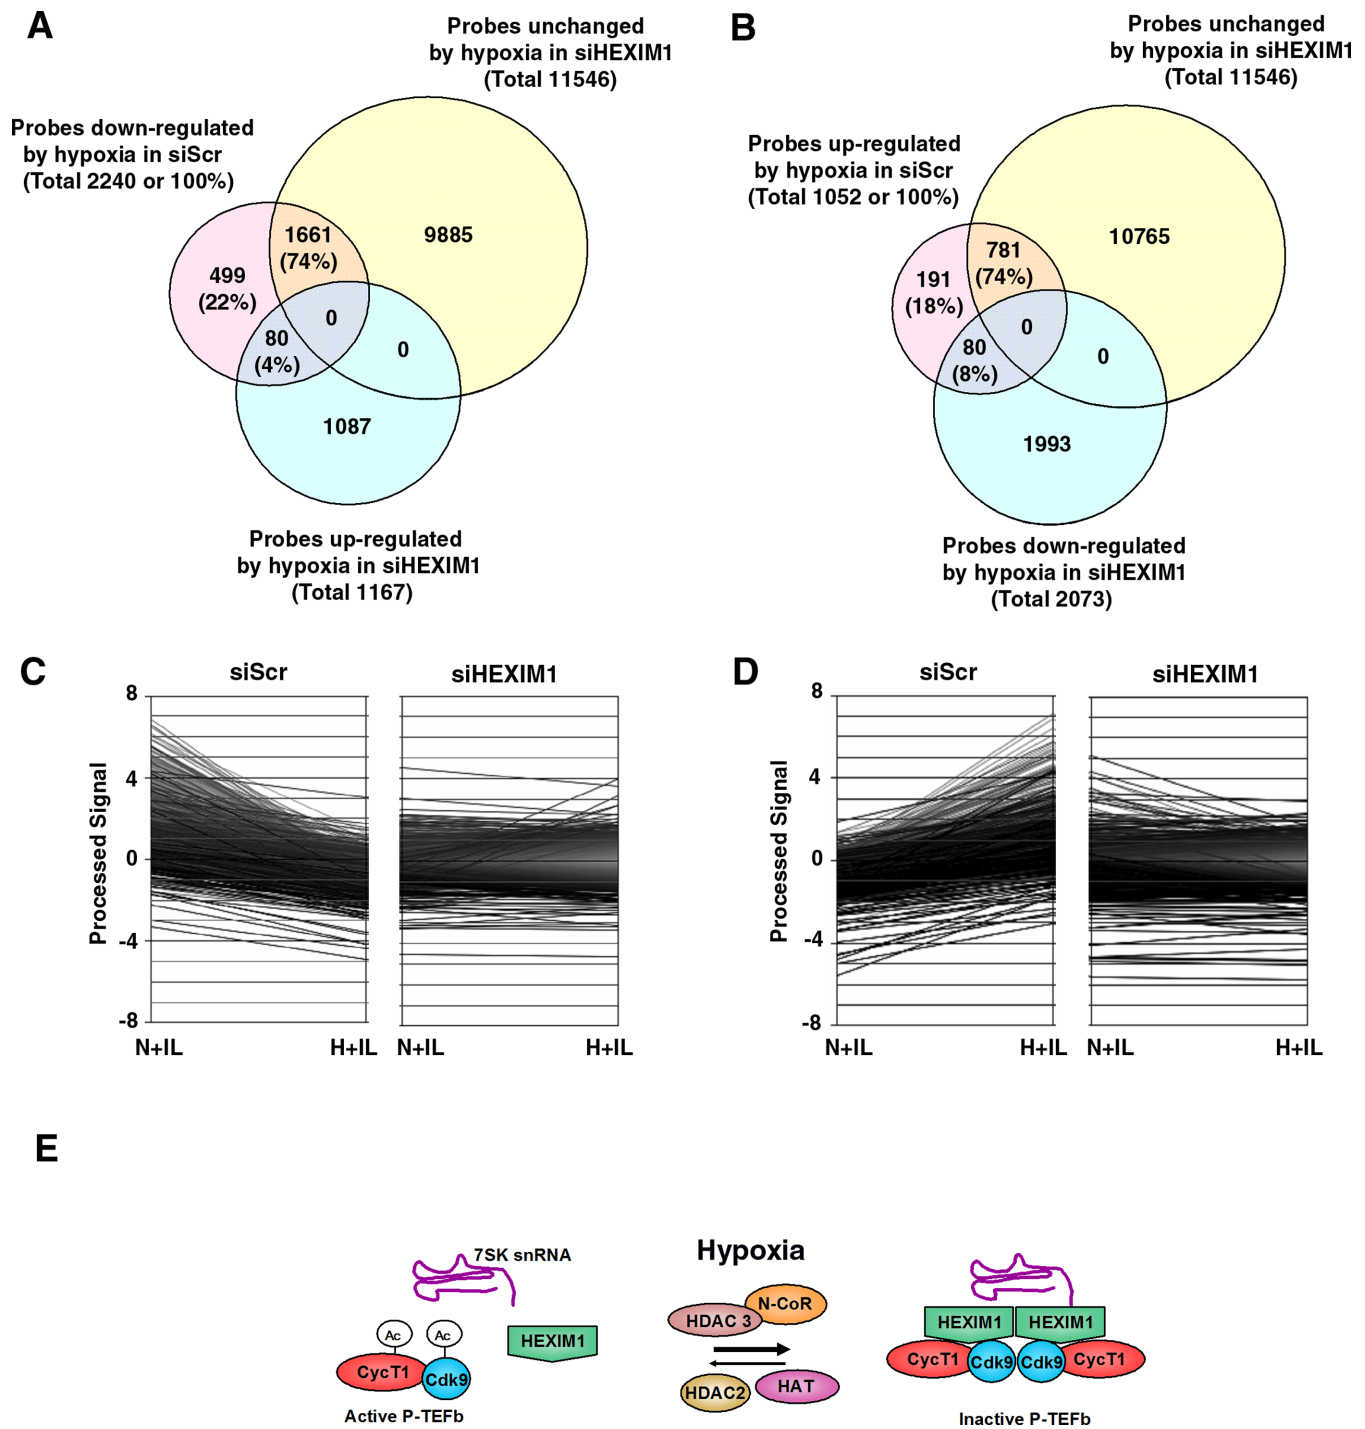 A
Probes unchanged
by hypoxia in siHEXIM1
(Total 11546)
Probes down-regulated
by hypoxia in siScr
(Total 2240 or 100%)
1661
(74%)
9885
499
(22%)
0
80
(4%)
0
1087
Probes up-regulated
by hypoxia in siHEXIM1
(Total 1167)
B
Probes unchanged
by hypoxia in siHEXIM1
(Total 11546)
Probes up-regulated
by hypoxia in siScr
(Total 1052 or 100%)
781
(74%)
10765
191
(18%)
0
80
(8%)
0
1993
Probes down-regulated
by hypoxia in siHEXIM1
(Total 2073)
C
siScr
siHEXIM1
Processed Signal
8
4
0
-4
-8
N+IL
H+IL
N+IL
H+IL
D
siScr
siHEXIM1
Processed Signal
8
4
0
-4
-8
N+IL
H+IL
N+IL
H+IL
E
7SK snRNA
Ac
Ac
HEXIM1
CycT1
Cdk9
Active P-TEFb
Hypoxia
N-CoR
HDAC 3
HDAC2
HAT
HEXIM1
HEXIM1
CycT1
Cdk9
Cdk9
CycT1
Inactive P-TEFb